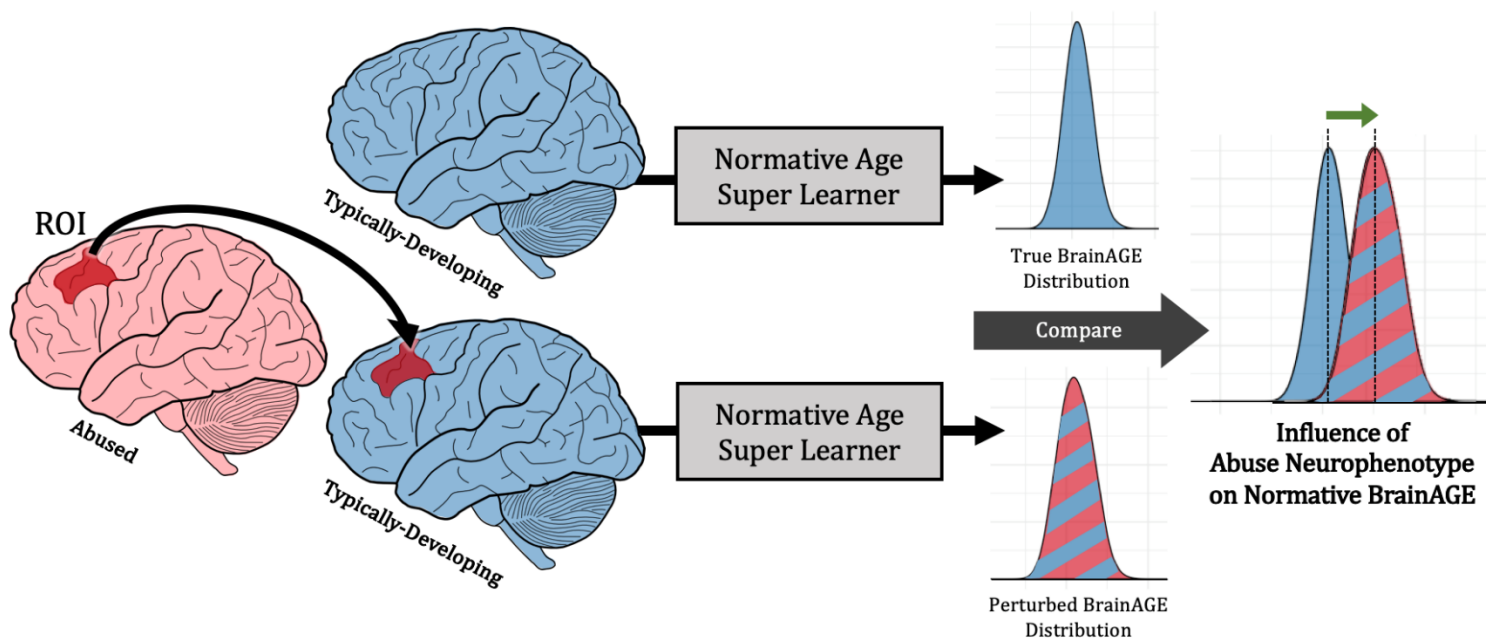 ROI
Abused
Typically-Developing
Typically-Developing
Normative Age
Super Learner
Normative Age
Super Learner
True BrainAGE
Distribution
Compare
Perturbed BrainAGE
Distribution
Influence of
Abuse Neurophenotype
on Normative BrainAGE